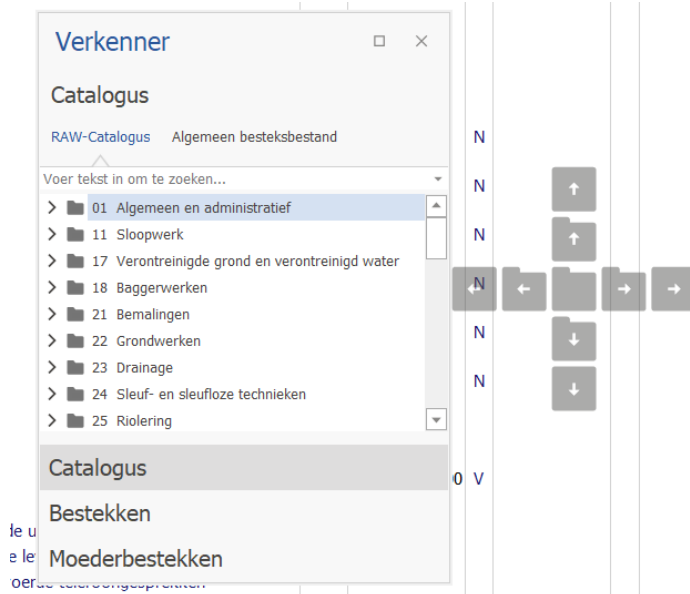 Verkenner
Catalogus
RAW-Catalogus Algemeen besteksbestand
Voer tekst in om te zoeken...
01 Algemeen en administratief
11 Sloopwerk
17 Verontreinigde grond en verontreinigd water
18 Baggerwerken
21 Bemalingen
22 Grondwerken
23 Drainage
24 Sleuf- en sleufloze technieken
25 Riolering
Catalogus
Bestekken
Moederbestekken
N
N
N
N
N
N
0 V